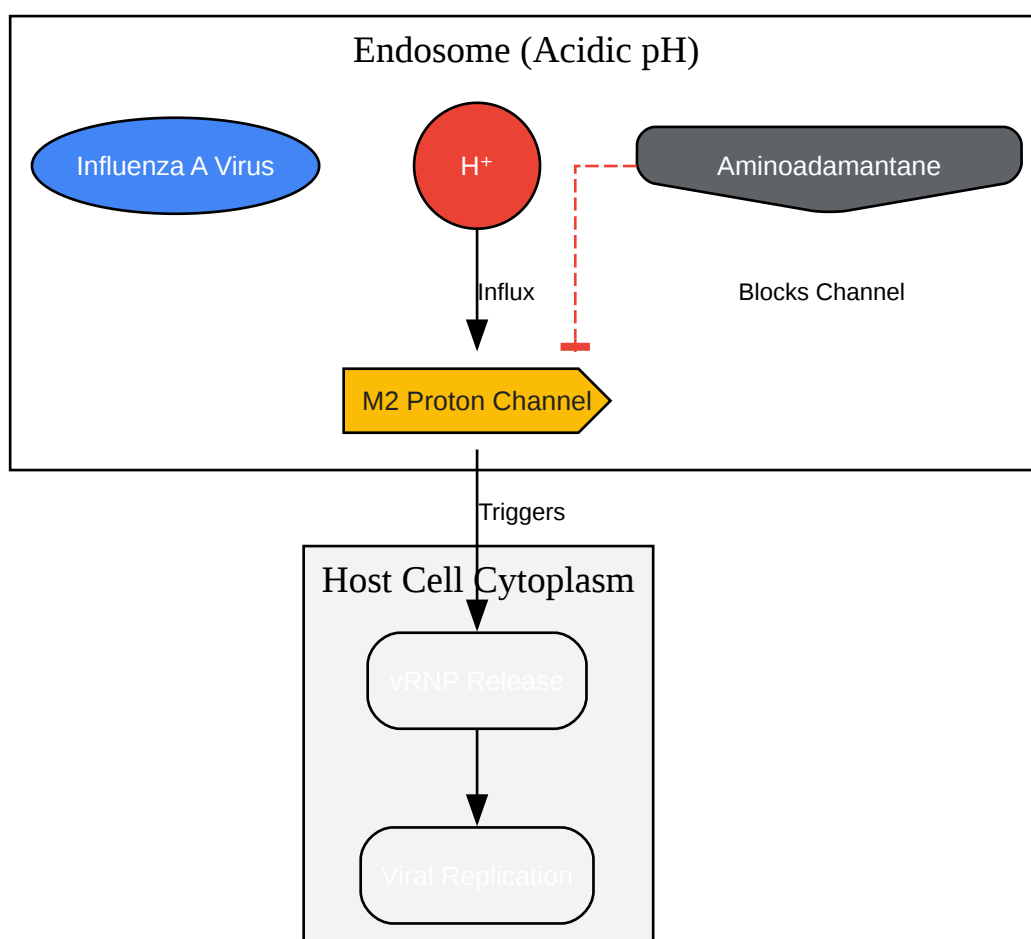 Endosome (Acidic pH)
Influenza A Virus
H⁺
Aminoadamantane
Influx
Blocks Channel
M2 Proton Channel
Triggers
Host Cell Cytoplasm
vRNP Release
Viral Replication